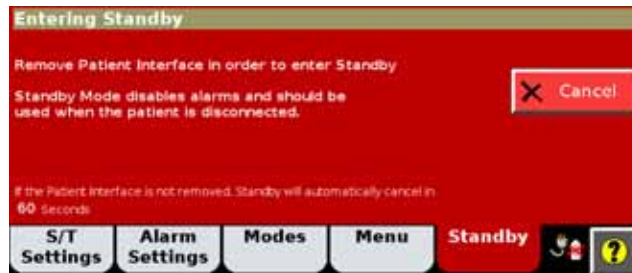 Entering Standby
Remove Patient Interface in order to enter Standby
Standby Mode disables alarms and should be
used when the patient is disconnected.
Cancel
If the Patient Interface is not removed, Standby will automatically cancel in
60 Seconds
S/T Settings
Alarm Settings
Modes
Menu
Standby
?